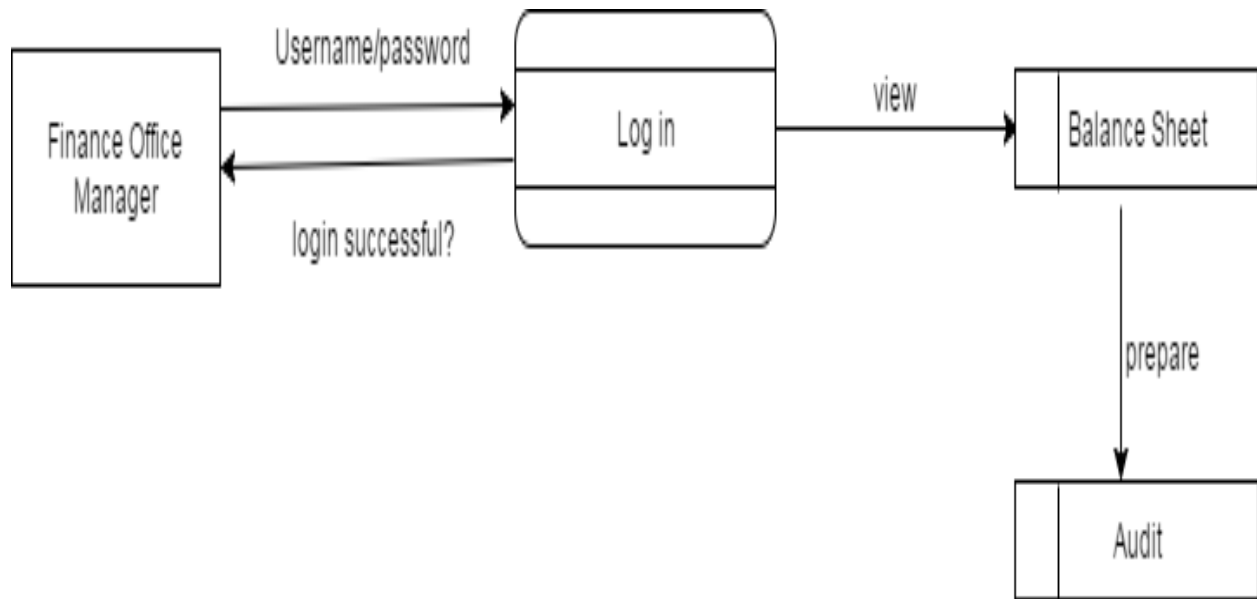 Username/password
Finance Office
Manager
login successful?
Log in
view
Balance Sheet
prepare
Audit